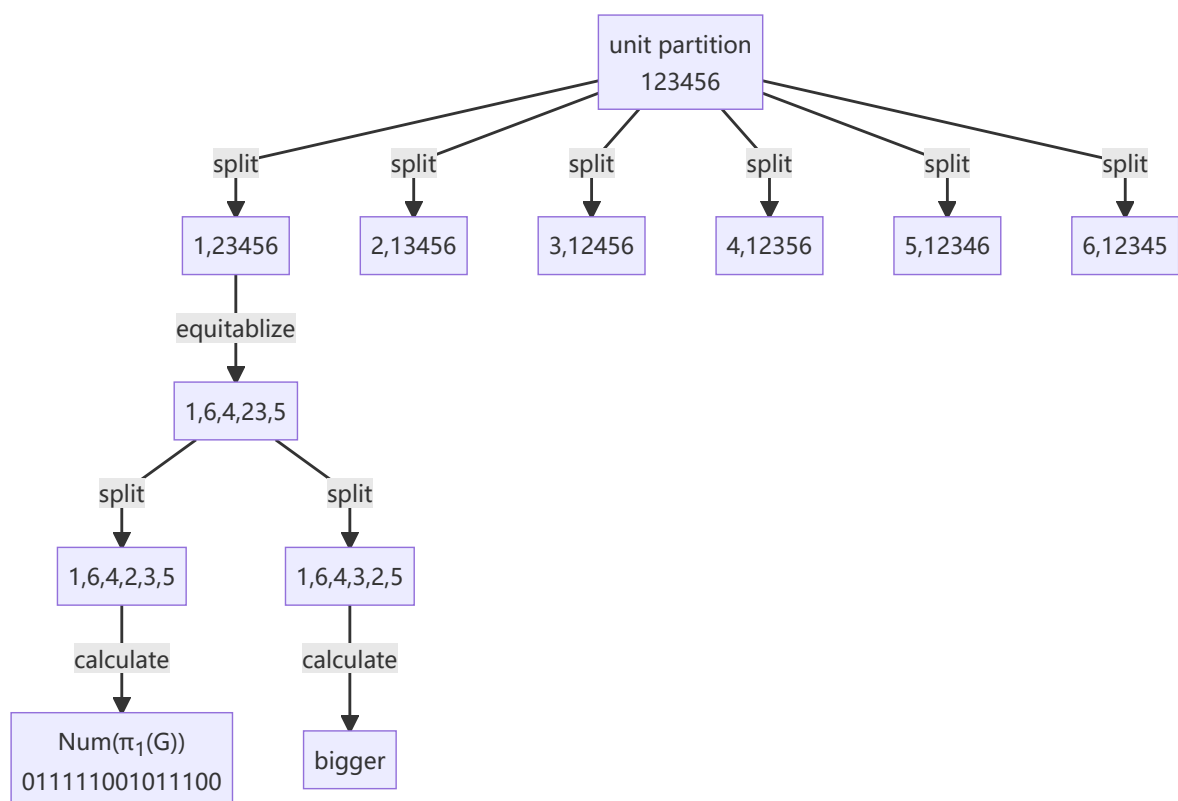 unit partition
123456
split
split
split
split
split
split
1,23456
2,13456
3,12456
4,12356
5,12346
6,12345
equitablize
1,6,4,23,5
split
split
1,6,4,2,3,5
1,6,4,3,2,5
calculate
calculate
Num(π₁(G))
011111001011100
bigger